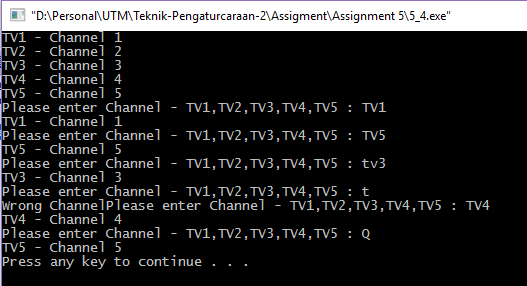 "D:\Personal\UTM\Teknik-Pengaturcaraan-2\Assigment\Assignment 5\5_4.exe"
TV1 - Channel 1
TV2 - Channel 2
TV3 - Channel 3
TV4 - Channel 4
TV5 - Channel 5
Please enter Channel - TV1,TV2,TV3,TV4,TV5 : TV1
TV1 - Channel 1
Please enter Channel - TV1,TV2,TV3,TV4,TV5 : TV5
TV5 - Channel 5
Please enter Channel - TV1,TV2,TV3,TV4,TV5 : tv3
TV3 - Channel 3
Please enter Channel - TV1,TV2,TV3,TV4,TV5 : t
Wrong ChannelPlease enter Channel - TV1,TV2,TV3,TV4,TV5 : TV4
TV4 - Channel 4
Please enter Channel - TV1,TV2,TV3,TV4,TV5 : Q
TV5 - Channel 5
Press any key to continue . . .